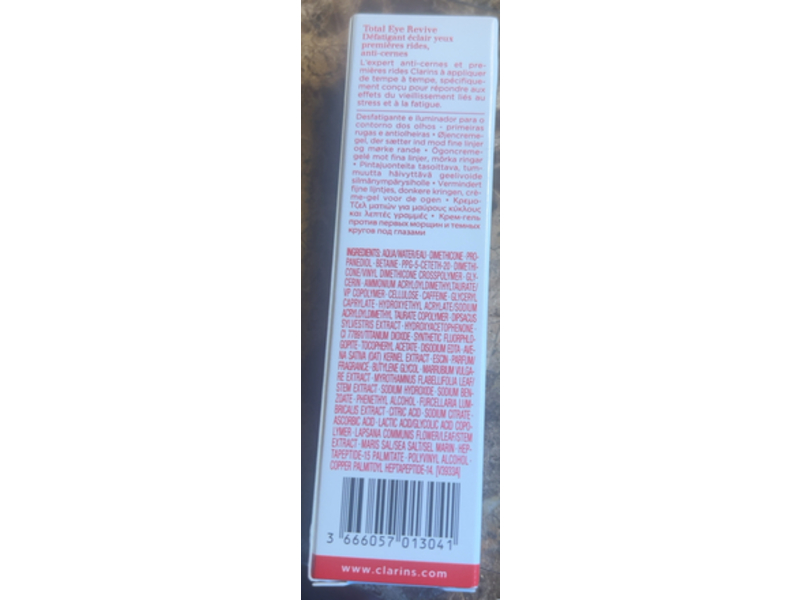 Total Eye Revive
Défatigant éclair yeux
premières rides,
anti-cernes
L'expert anti-cernes et pre-
mières rides Clarins à appliquer
de tempe à tempe, spécifique-
ment conçu pour répondre aux
effets du vieillissement liés au
stress et à la fatigue.
Desfatigante e Iluminador para o
contorno dos olhos • primeiras
rugas e antiolheiras • Øjencreme-
gel, der sætter ind mod fine linjer
og mørke rande • Ögoncreme-
gelé mot fina linjer, mörka ringar
• Pintajuonteita tasoittava, tum-
muutta häivyttävä geelivoide
silmänympärysiholle • Vermindert
fijne lijntjes, donkere kringen, crè-
me-gel voor de ogen • Κρεμο-
Τζελ ματιών για μαύρους κύκλους
και λεπτές γραμμές • Крем-гель
против первых морщин и темных
кругов под глазами
INGREDIENTS: AQUA/WATER/EAU · DIMETHICONE · PRO-
PANEDIOL · BETAINE · PPG-5-CETETH-20 · DIMETHI-
CONE/VINYL DIMETHICONE CROSSPOLYMER · GLY-
CERIN · AMMONIUM ACRYLOYLDIMETHYLTAURATE/
VP COPOLYMER · CELLULOSE · CAFFEINE · GLYCERYL
CAPRYLATE · HYDROXYETHYL ACRYLATE/SODIUM
ACRYLOYLDIMETHYL TAURATE COPOLYMER · DIPSACUS
SYLVESTRIS EXTRACT · HYDROXYACETOPHENONE ·
CI 77891/TITANIUM DIOXIDE · SYNTHETIC FLUORPHLO-
GOPITE · TOCOPHERYL ACETATE · DISODIUM EDTA · AVE-
NA SATIVA (OAT) KERNEL EXTRACT · ESCIN · PARFUM/
FRAGRANCE · BUTYLENE GLYCOL · MARRUBIUM VULGA-
RE EXTRACT · MYROTHAMNUS FLABELLIFOLIA LEAF/
STEM EXTRACT · SODIUM HYDROXIDE · SODIUM BEN-
ZOATE · PHENETHYL ALCOHOL · FURCELLARIA LUM-
BRICALIS EXTRACT · CITRIC ACID · SODIUM CITRATE ·
ASCORBIC ACID · LACTIC ACID/GLYCOLIC ACID COPO-
LYMER · LAPSANA COMMUNIS FLOWER/LEAF/STEM
EXTRACT · MARIS SAL/SEA SALT/SEL MARIN · HEP-
TAPEPTIDE-15 PALMITATE · POLYVINYL ALCOHOL ·
COPPER PALMITOYL HEPTAPEPTIDE-14. [V3933A]
3 666057 013041
www.clarins.com